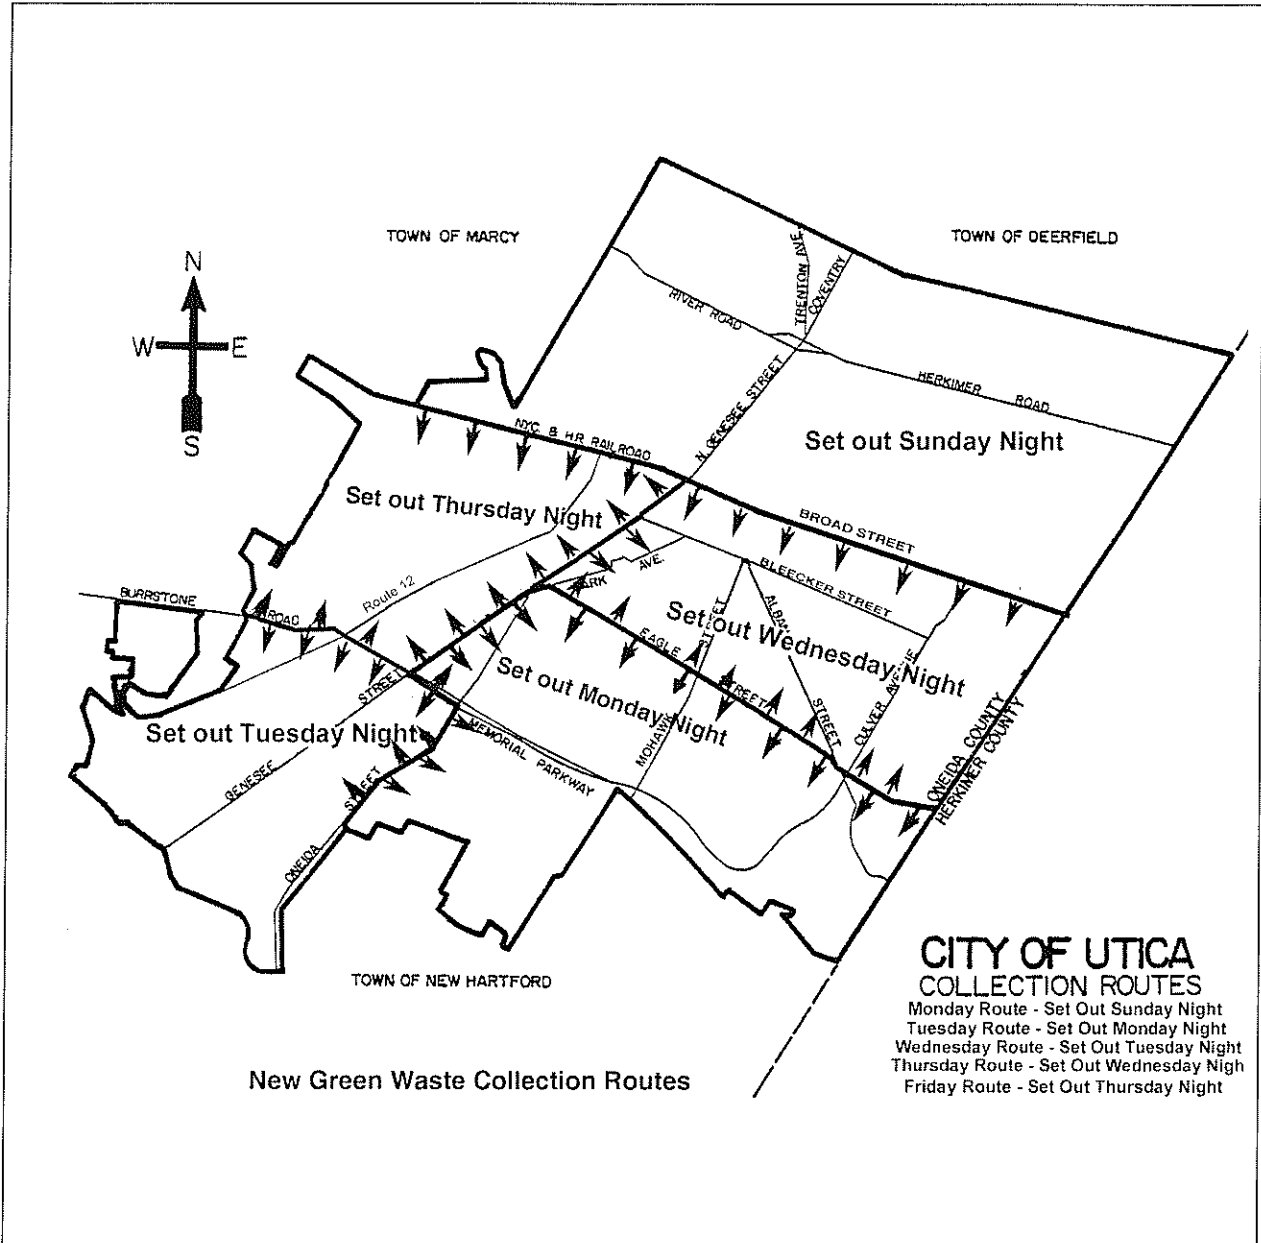 TOWN OF MARCY
TOWN OF DEERFIELD
N
W E
S
TRENTON AVE.
COVENTRY
RIVER ROAD
HERKIMER ROAD
N. GENESEE STREET
Set out Sunday Night
NYC. & H.R. RAILROAD
Set out Thursday Night
BROAD STREET
BLEECKER STREET
AVE.
Route 12
BURRSTONE ROAD
Set out Wednesday Night
STREET
EAGLE STREET
STREET
CULVER
MOHAWK
Set out Monday Night
STREET
GENESEE
Set out Tuesday Night
MEMORIAL PARKWAY
STREET
ONEIDA
ONEIDA COUNTY
HERKIMER COUNTY
TOWN OF NEW HARTFORD
CITY OF UTICA
COLLECTION ROUTES
Monday Route - Set Out Sunday Night
Tuesday Route - Set Out Monday Night
Wednesday Route - Set Out Tuesday Night
Thursday Route - Set Out Wednesday Nigh
Friday Route - Set Out Thursday Night
New Green Waste Collection Routes